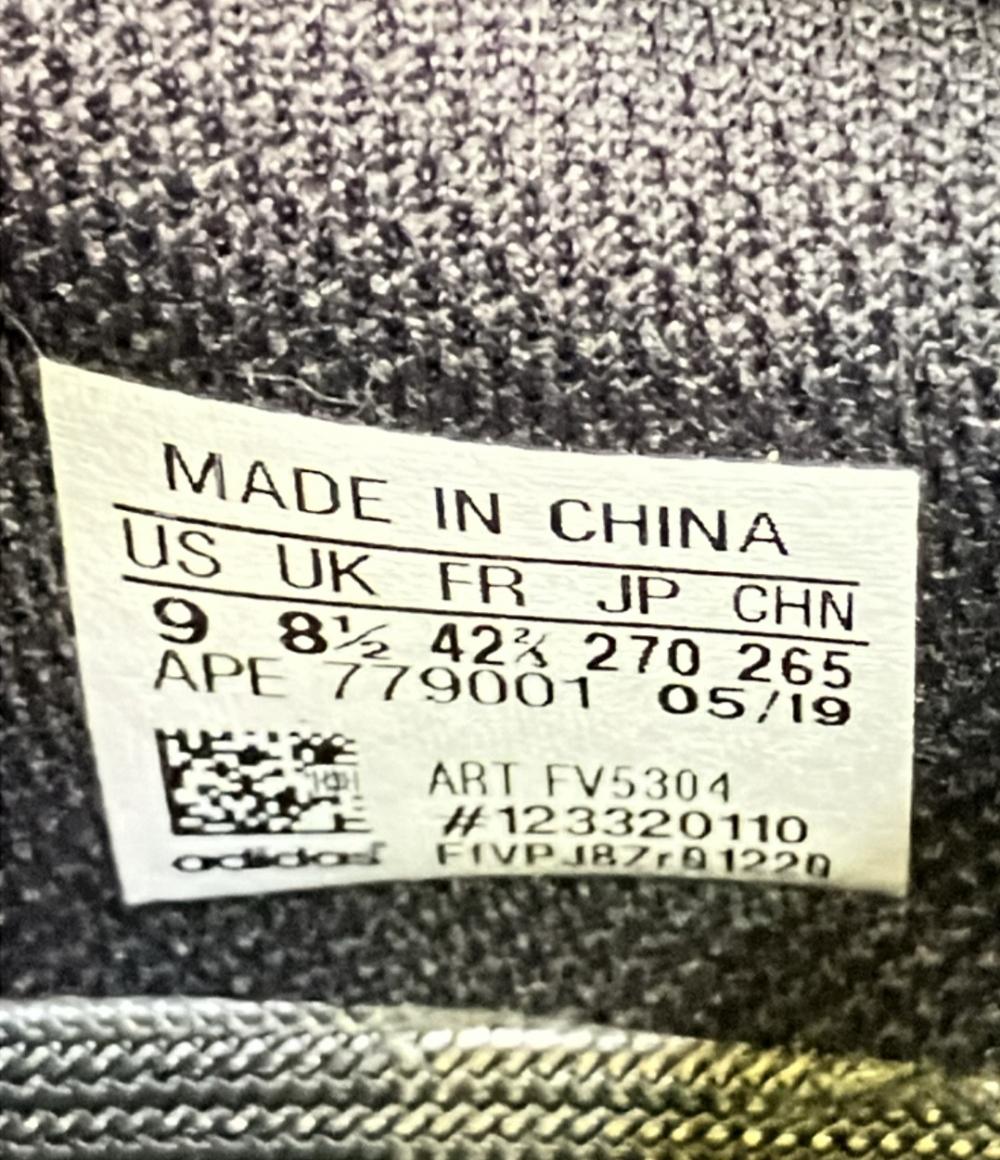 MADE IN CHINA
US UK FR JP CHN
9 8½ 42⅔ 270 265
APE 779001 05/19
ART FV5304
#123320110
adidas